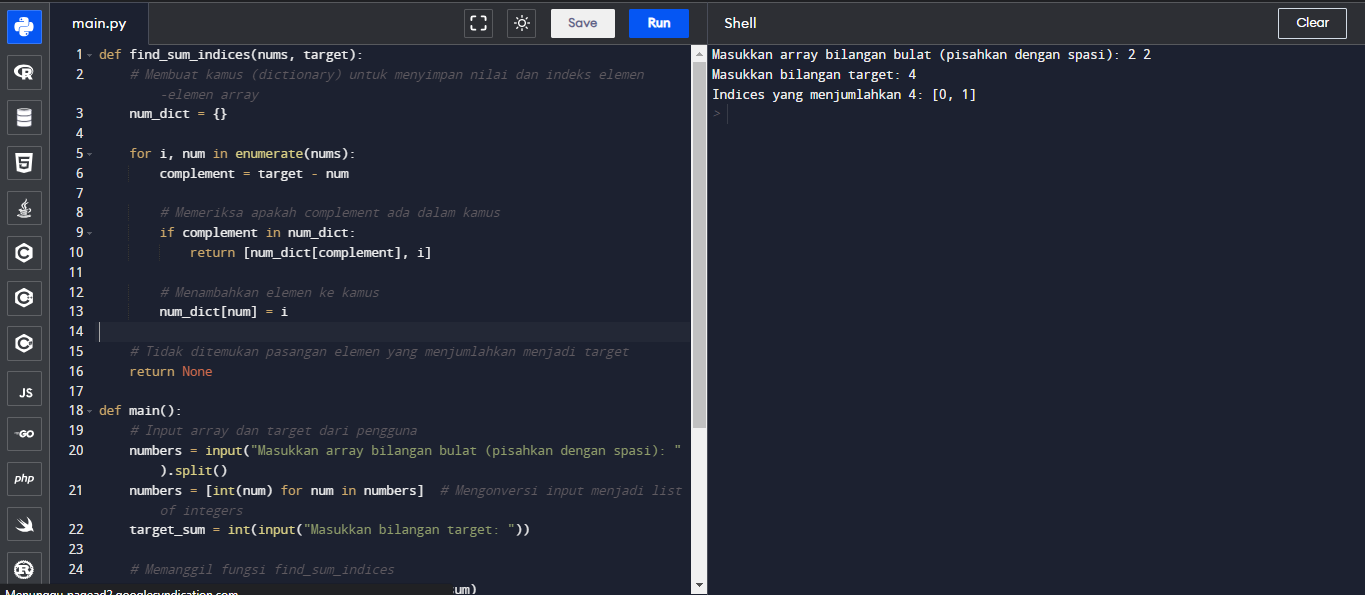 main.py
Save
Run
Shell
Clear
1 def find_sum_indices(nums, target):
2 # Membuat kamus (dictionary) untuk menyimpan nilai dan indeks elemen
-elemen array
3 num_dict = {}
4
5 for i, num in enumerate(nums):
6 complement = target - num
7
8 # Memeriksa apakah complement ada dalam kamus
9 if complement in num_dict:
10 return [num_dict[complement], i]
11
12 # Menambahkan elemen ke kamus
13 num_dict[num] = i
14
15 # Tidak ditemukan pasangan elemen yang menjumlahkan menjadi target
16 return None
17
18 def main():
19 # Input array dan target dari pengguna
20 numbers = input("Masukkan array bilangan bulat (pisahkan dengan spasi): "
).split()
21 numbers = [int(num) for num in numbers] # Mengonversi input menjadi list
of integers
22 target_sum = int(input("Masukkan bilangan target: "))
23
24 # Memanggil fungsi find_sum_indices
sum)
Masukkan array bilangan bulat (pisahkan dengan spasi): 2 2
Masukkan bilangan target: 4
Indices yang menjumlahkan 4: [0, 1]
>
JS
GO
php
Menunggu pagead2.googlesyndication.com